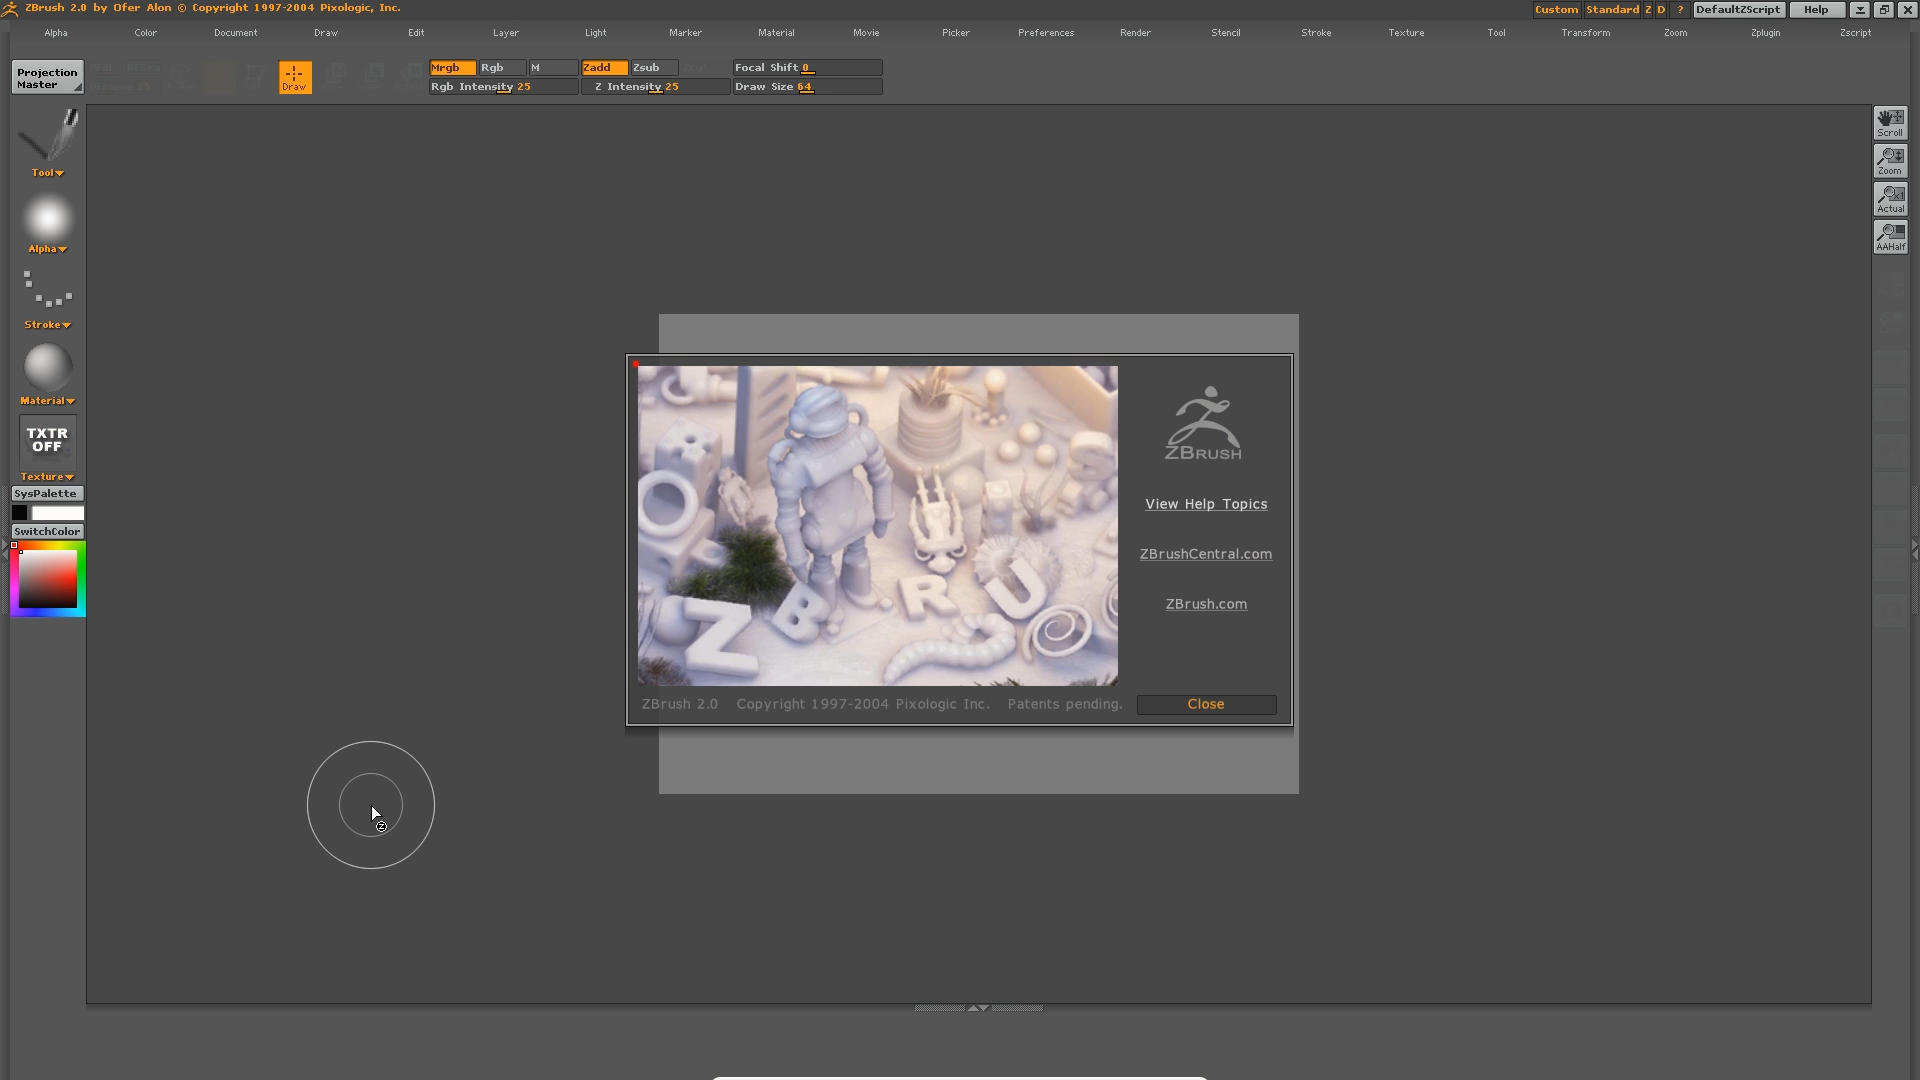 ZBrush 2.0 by Ofer Alon © Copyright 1997-2004 Pixologic, Inc.
Custom Standard Z D ? DefaultZScript Help
Alpha Color Document Draw Edit Layer Light Marker Material Movie Picker Preferences Render Stencil Stroke Texture Tool Transform Zoom Zplugin Zscript
Projection
Master
Draw
Mrgb Rgb M Zadd Zsub Focal Shift 0
Rgb Intensity 25 Z Intensity 25 Draw Size 64
Tool
Alpha
Stroke
Material
TXTR
OFF
Texture
SysPalette
SwitchColor
Scroll
Zoom
Actual
AAHalf
ZBRUSH
View Help Topics
ZBrushCentral.com
ZBrush.com
Z B R U S
ZBrush 2.0 Copyright 1997-2004 Pixologic Inc. Patents pending.
Close